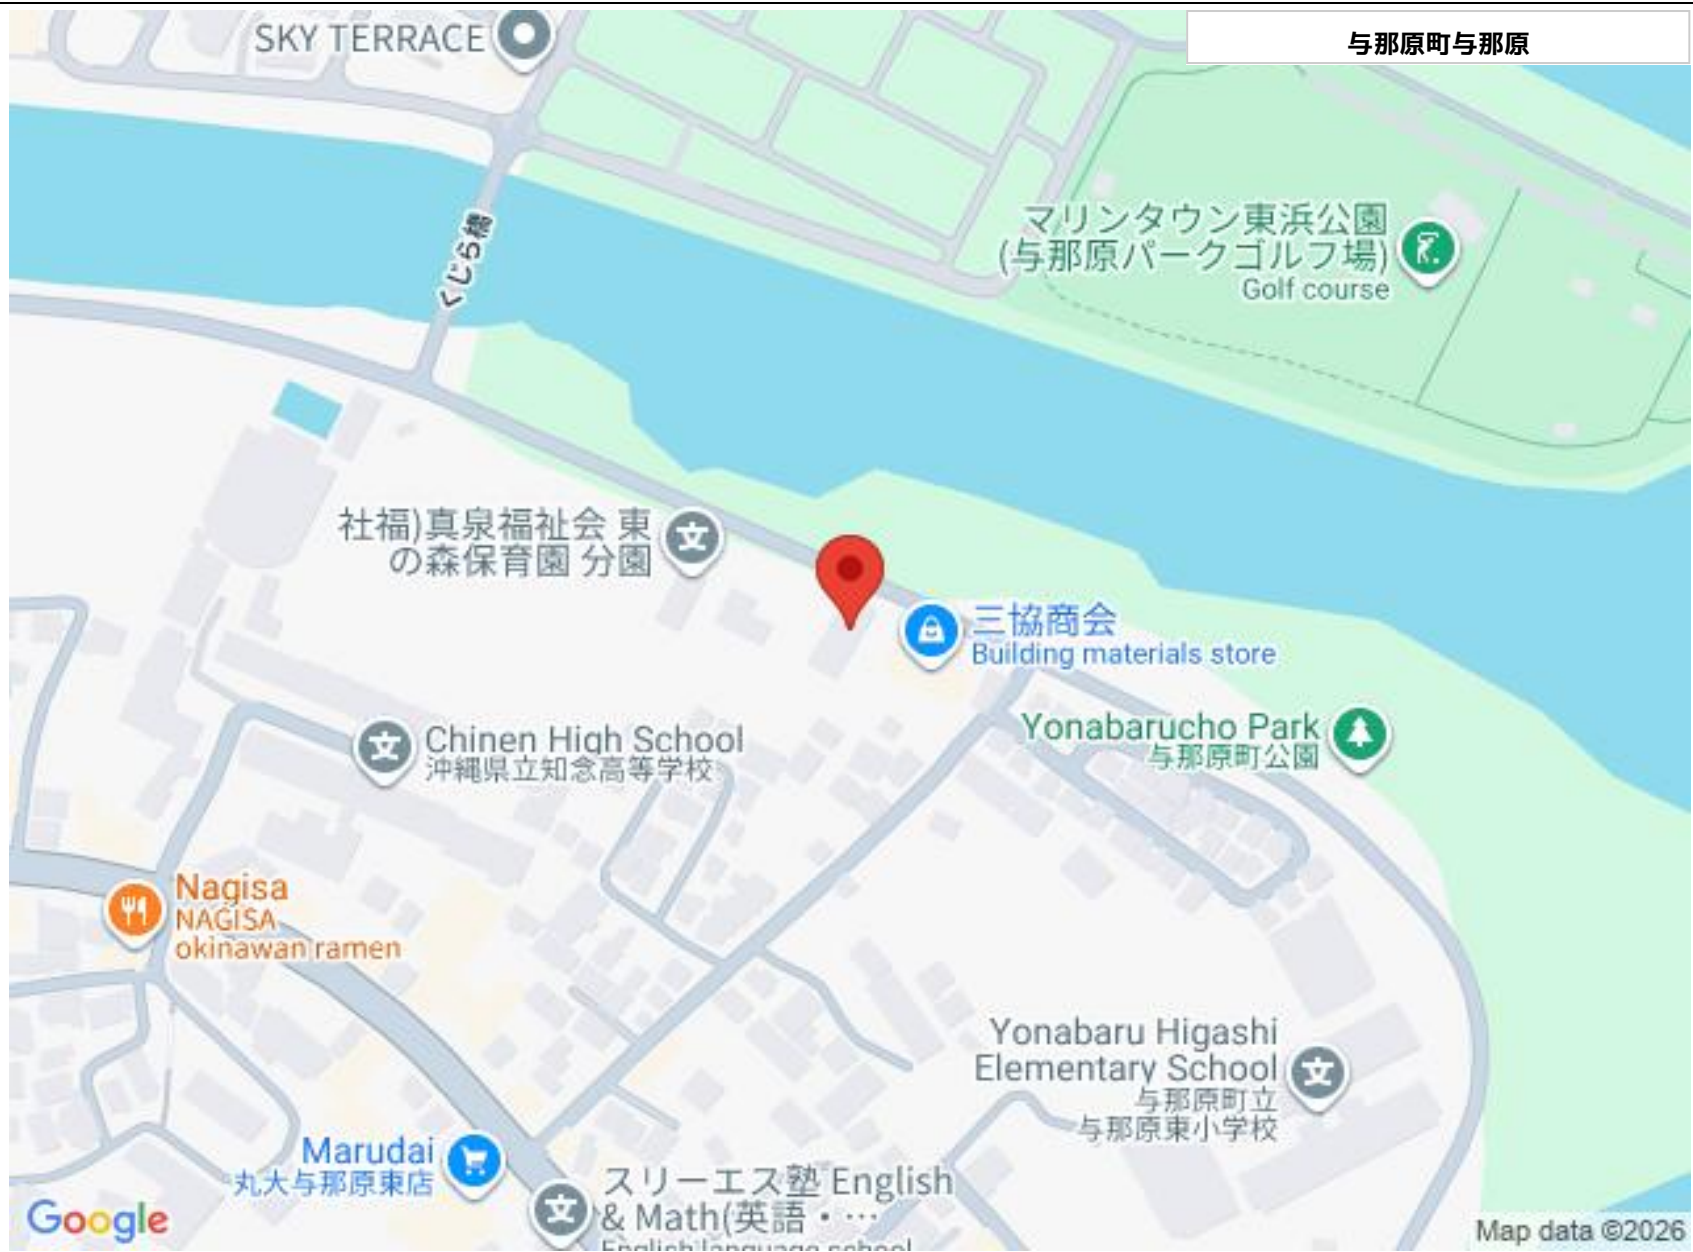 SKY TERRACE
与那原町与那原
くじら橋
マリンタウン東浜公園
(与那原パークゴルフ場)
Golf course
社福)真泉福祉会 東
の森保育園 分園
三協商会
Building materials store
Chinen High School
沖縄県立知念高等学校
Yonabarucho Park
与那原町公園
Nagisa
NAGISA
okinawan ramen
Yonabaru Higashi
Elementary School
与那原町立
与那原東小学校
Marudai
丸大与那原東店
スリーエス塾 English
& Math(英語・…
English language school
Google
Map data ©2026